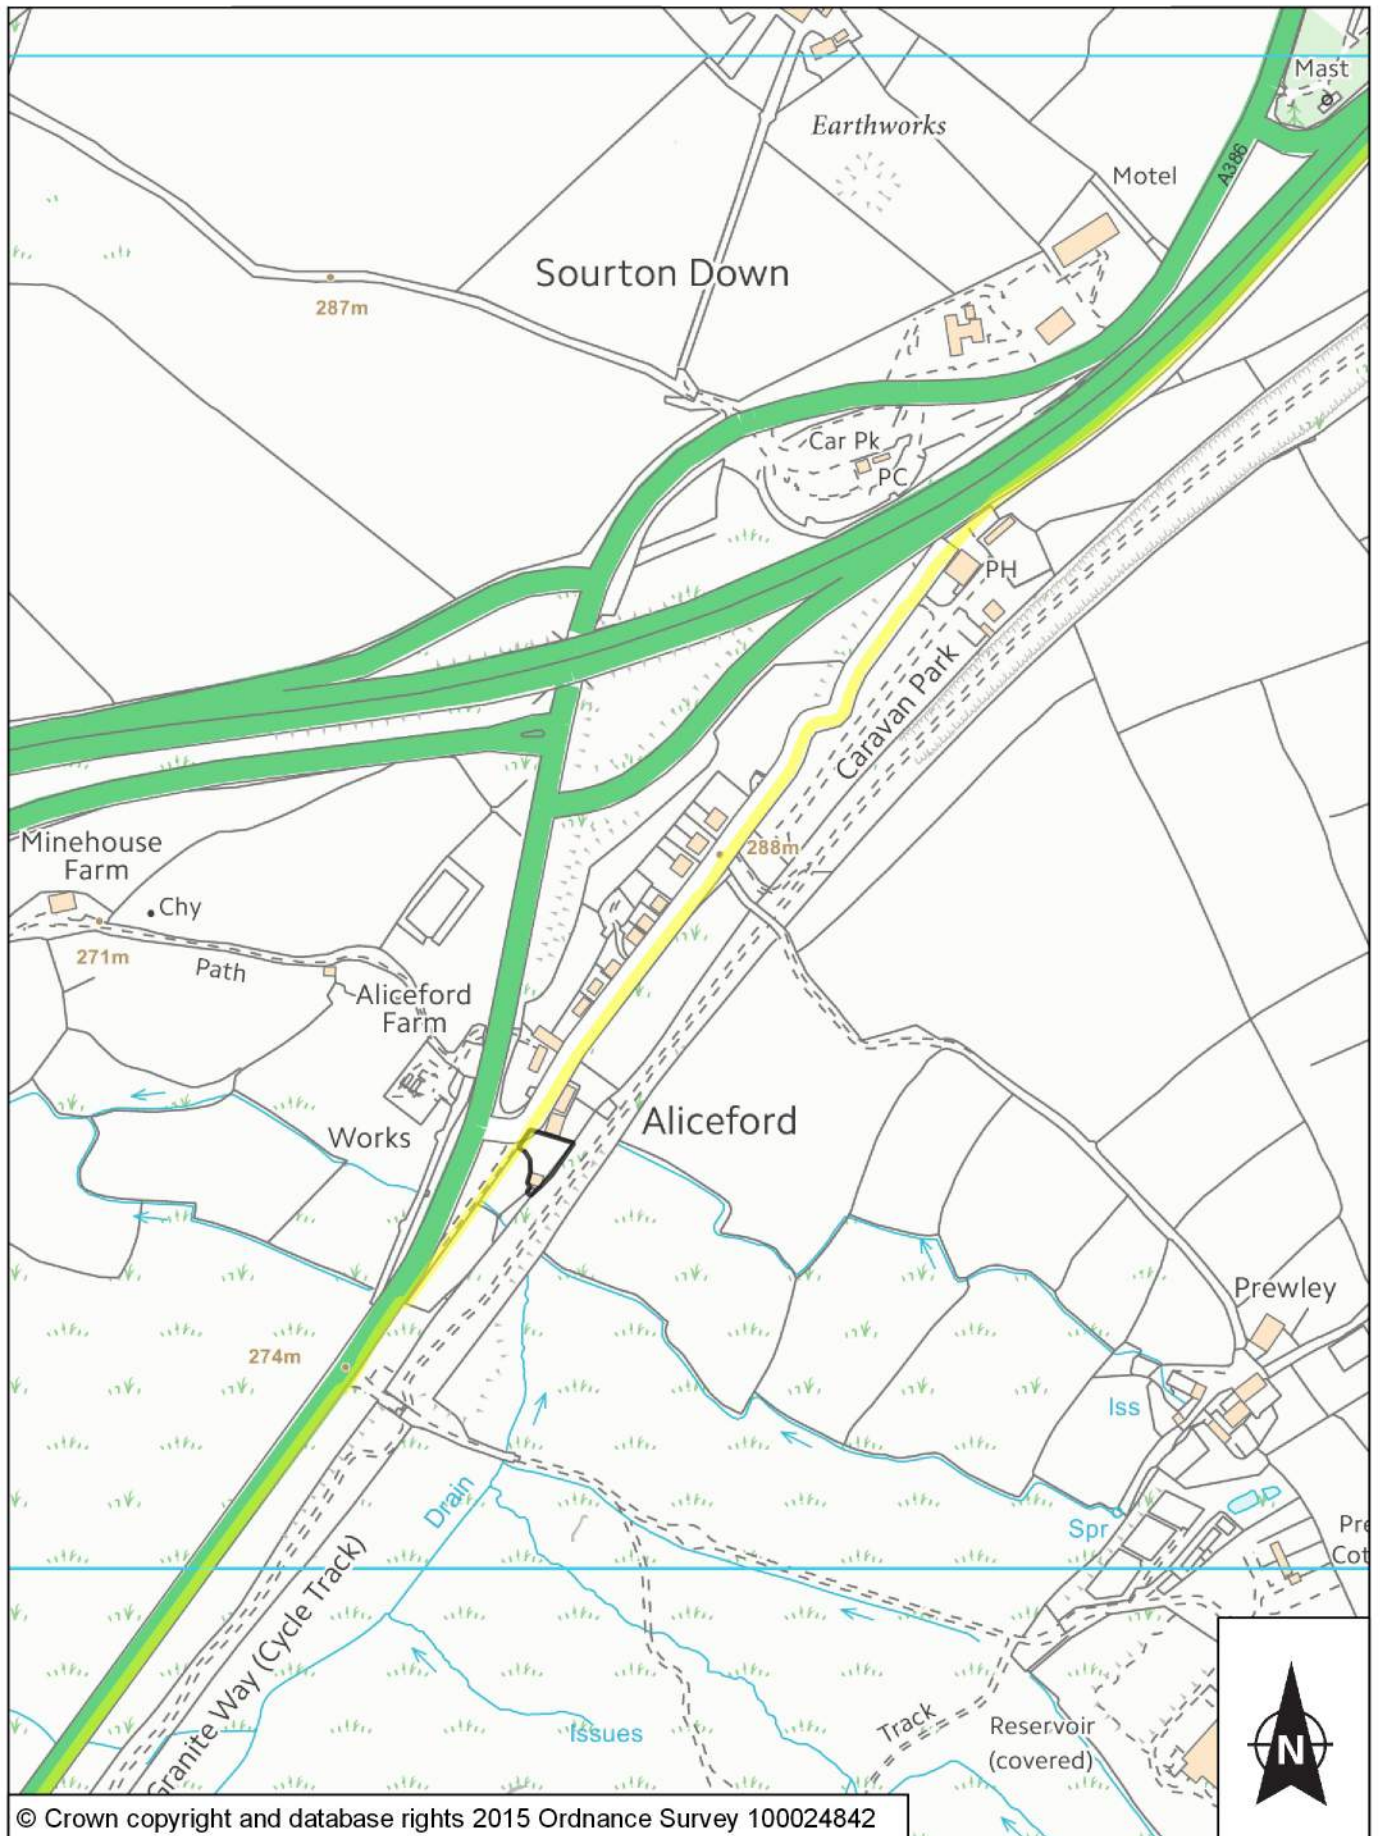 Mast
Earthworks
A386
Motel
Sourton Down
287m
Car Pk
PC
PH
Caravan Park
Minehouse
Farm
288m
Chy
271m
Path
Aliceford
Farm
Aliceford
Works
Prewley
274m
Iss
Drain
Spr
Pre
Cot
Granite Way (Cycle Track)
Track
Reservoir
(covered)
Issues
N
© Crown copyright and database rights 2015 Ordnance Survey 100024842